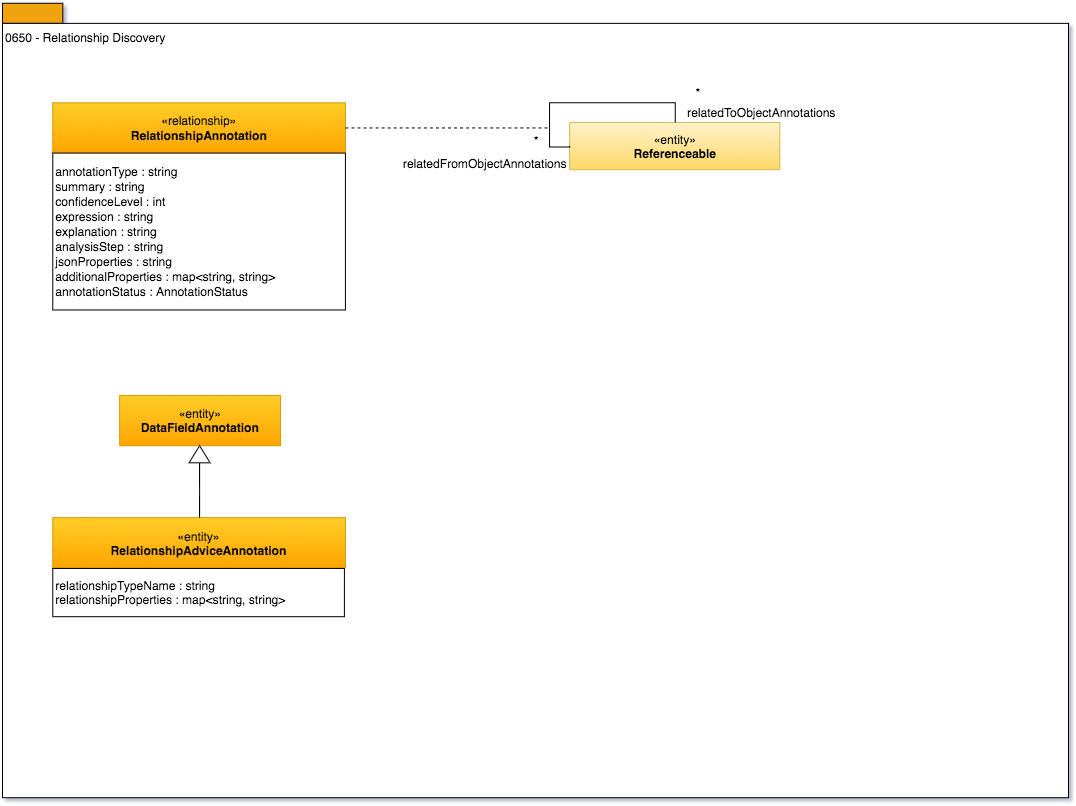 0650 - Relationship Discovery
*
relatedToObjectAnnotations
«relationship»
RelationshipAnnotation
*
«entity»
Referenceable
relatedFromObjectAnnotations
annotationType : string
summary : string
confidenceLevel : int
expression : string
explanation : string
analysisStep : string
jsonProperties : string
additionalProperties : map<string, string>
annotationStatus : AnnotationStatus
«entity»
DataFieldAnnotation
«entity»
RelationshipAdviceAnnotation
relationshipTypeName : string
relationshipProperties : map<string, string>